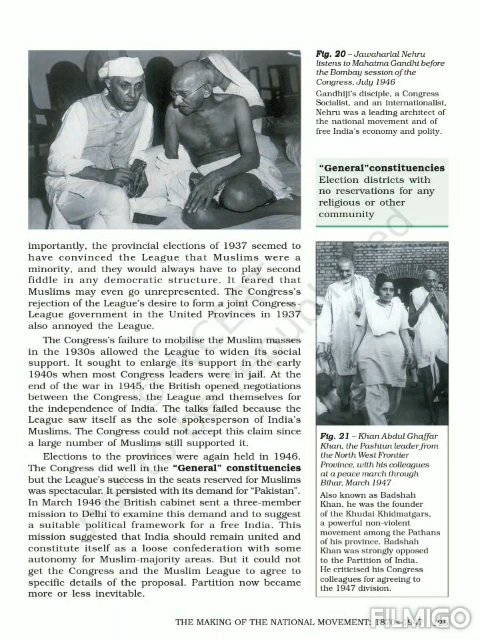 Fig. 20 – Jawaharlal Nehru
listens to Mahatma Gandhi before
the Bombay session of the
Congress, July 1946
Gandhiji's disciple, a Congress
Socialist, and an internationalist,
Nehru was a leading architect of
the national movement and of
free India's economy and polity.
"General"constituencies
Election districts with
no reservations for any
religious or other
community
importantly, the provincial elections of 1937 seemed to
have convinced the League that Muslims were a
minority, and they would always have to play second
fiddle in any democratic structure. It feared that
Muslims may even go unrepresented. The Congress's
rejection of the League's desire to form a joint Congress-
League government in the United Provinces in 1937
also annoyed the League.
The Congress's failure to mobilise the Muslim masses
in the 1930s allowed the League to widen its social
support. It sought to enlarge its support in the early
1940s when most Congress leaders were in jail. At the
end of the war in 1945, the British opened negotiations
between the Congress, the League and themselves for
the independence of India. The talks failed because the
League saw itself as the sole spokesperson of India's
Muslims. The Congress could not accept this claim since
a large number of Muslims still supported it.
Elections to the provinces were again held in 1946.
The Congress did well in the "General" constituencies
but the League's success in the seats reserved for Muslims
was spectacular. It persisted with its demand for "Pakistan".
In March 1946 the British cabinet sent a three-member
mission to Delhi to examine this demand and to suggest
a suitable political framework for a free India. This
mission suggested that India should remain united and
constitute itself as a loose confederation with some
autonomy for Muslim-majority areas. But it could not
get the Congress and the Muslim League to agree to
specific details of the proposal. Partition now became
more or less inevitable.
Fig. 21 – Khan Abdul Ghaffar
Khan, the Pashtun leader from
the North West Frontier
Province, with his colleagues
at a peace march through
Bihar, March 1947
Also known as Badshah
Khan, he was the founder
of the Khudai Khidmatgars,
a powerful non-violent
movement among the Pathans
of his province. Badshah
Khan was strongly opposed
to the Partition of India.
He criticised his Congress
colleagues for agreeing to
the 1947 division.
THE MAKING OF THE NATIONAL MOVEMENT:
FILMIGO